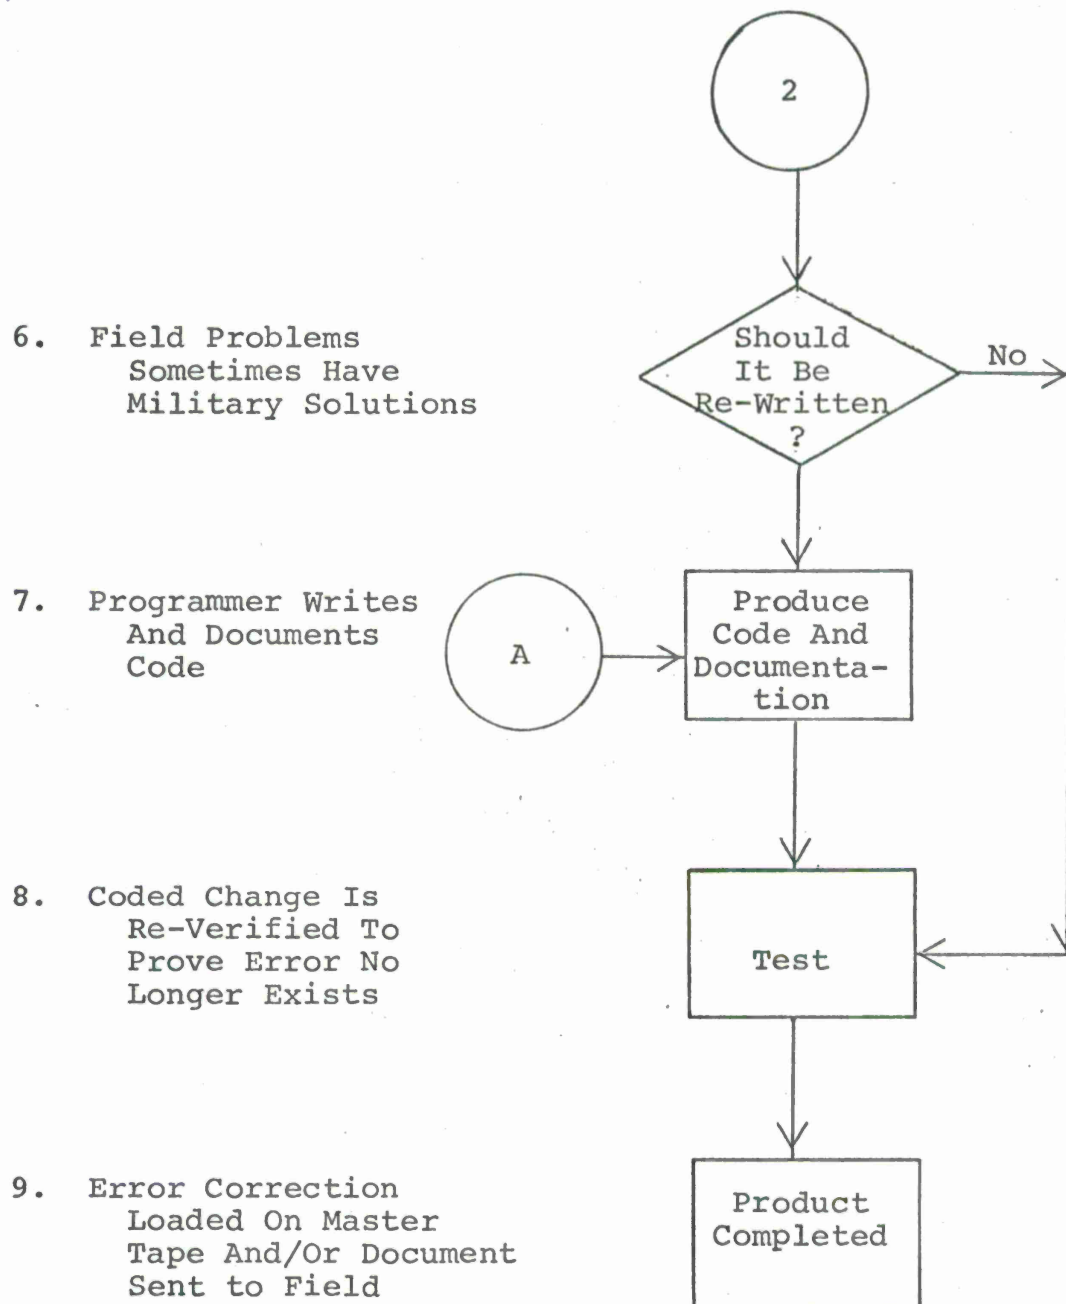 2
6. Field Problems
Sometimes Have
Military Solutions
Should
It Be
Re-Written
?
No
7. Programmer Writes
And Documents
Code
A
Produce
Code And
Documenta-
tion
8. Coded Change Is
Re-Verified To
Prove Error No
Longer Exists
Test
9. Error Correction
Loaded On Master
Tape And/Or Document
Sent to Field
Product
Completed